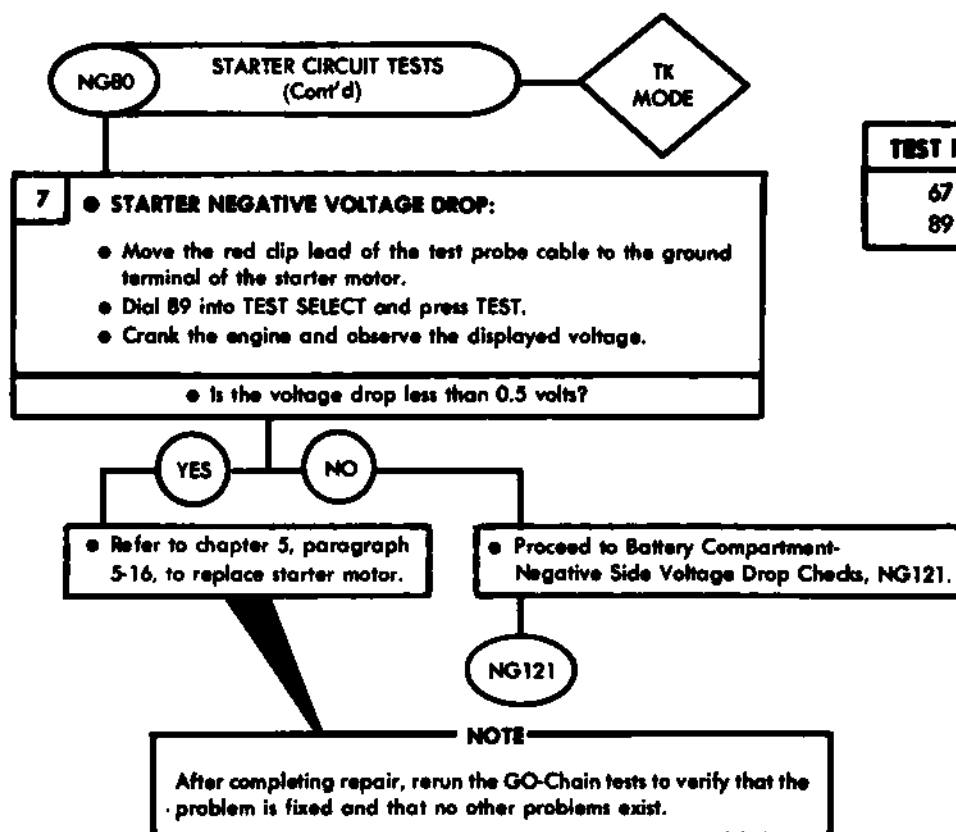 NG80
STARTER CIRCUIT TESTS
(Cont'd)
TK
MODE
TEST
67
89
7
● STARTER NEGATIVE VOLTAGE DROP:
● Move the red clip lead of the test probe cable to the ground
terminal of the starter motor.
● Dial 89 into TEST SELECT and press TEST.
● Crank the engine and observe the displayed voltage.
● Is the voltage drop less than 0.5 volts?
YES
NO
● Refer to chapter 5, paragraph
5-16, to replace starter motor.
● Proceed to Battery Compartment-
Negative Side Voltage Drop Checks, NG121.
NG121
NOTE
After completing repair, rerun the GO-Chain tests to verify that the
problem is fixed and that no other problems exist.